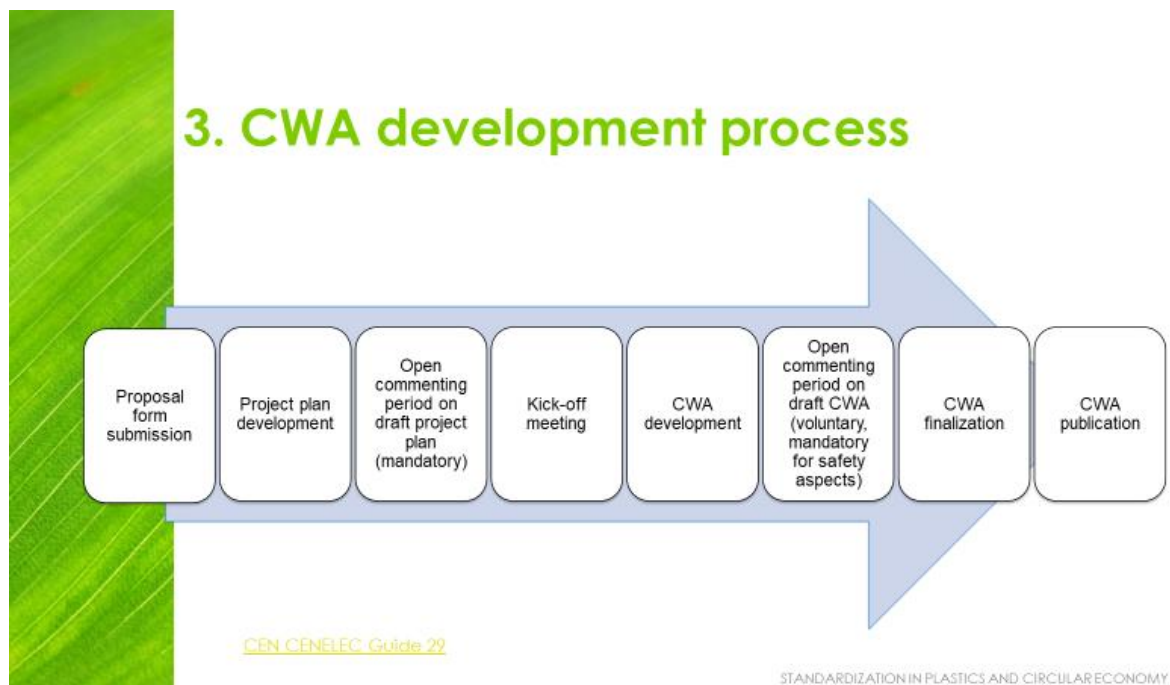 3. CWA development process
Proposal
form
submission
Project plan
development
Open
commenting
period on
draft project
plan
(mandatory)
Kick-off
meeting
CWA
development
Open
commenting
period on
draft CWA
(voluntary,
mandatory
for safety
aspects)
CWA
finalization
CWA
publication
CEN CENELEC Guide 29
STANDARDIZATION IN PLASTICS AND CIRCULAR ECONOMY